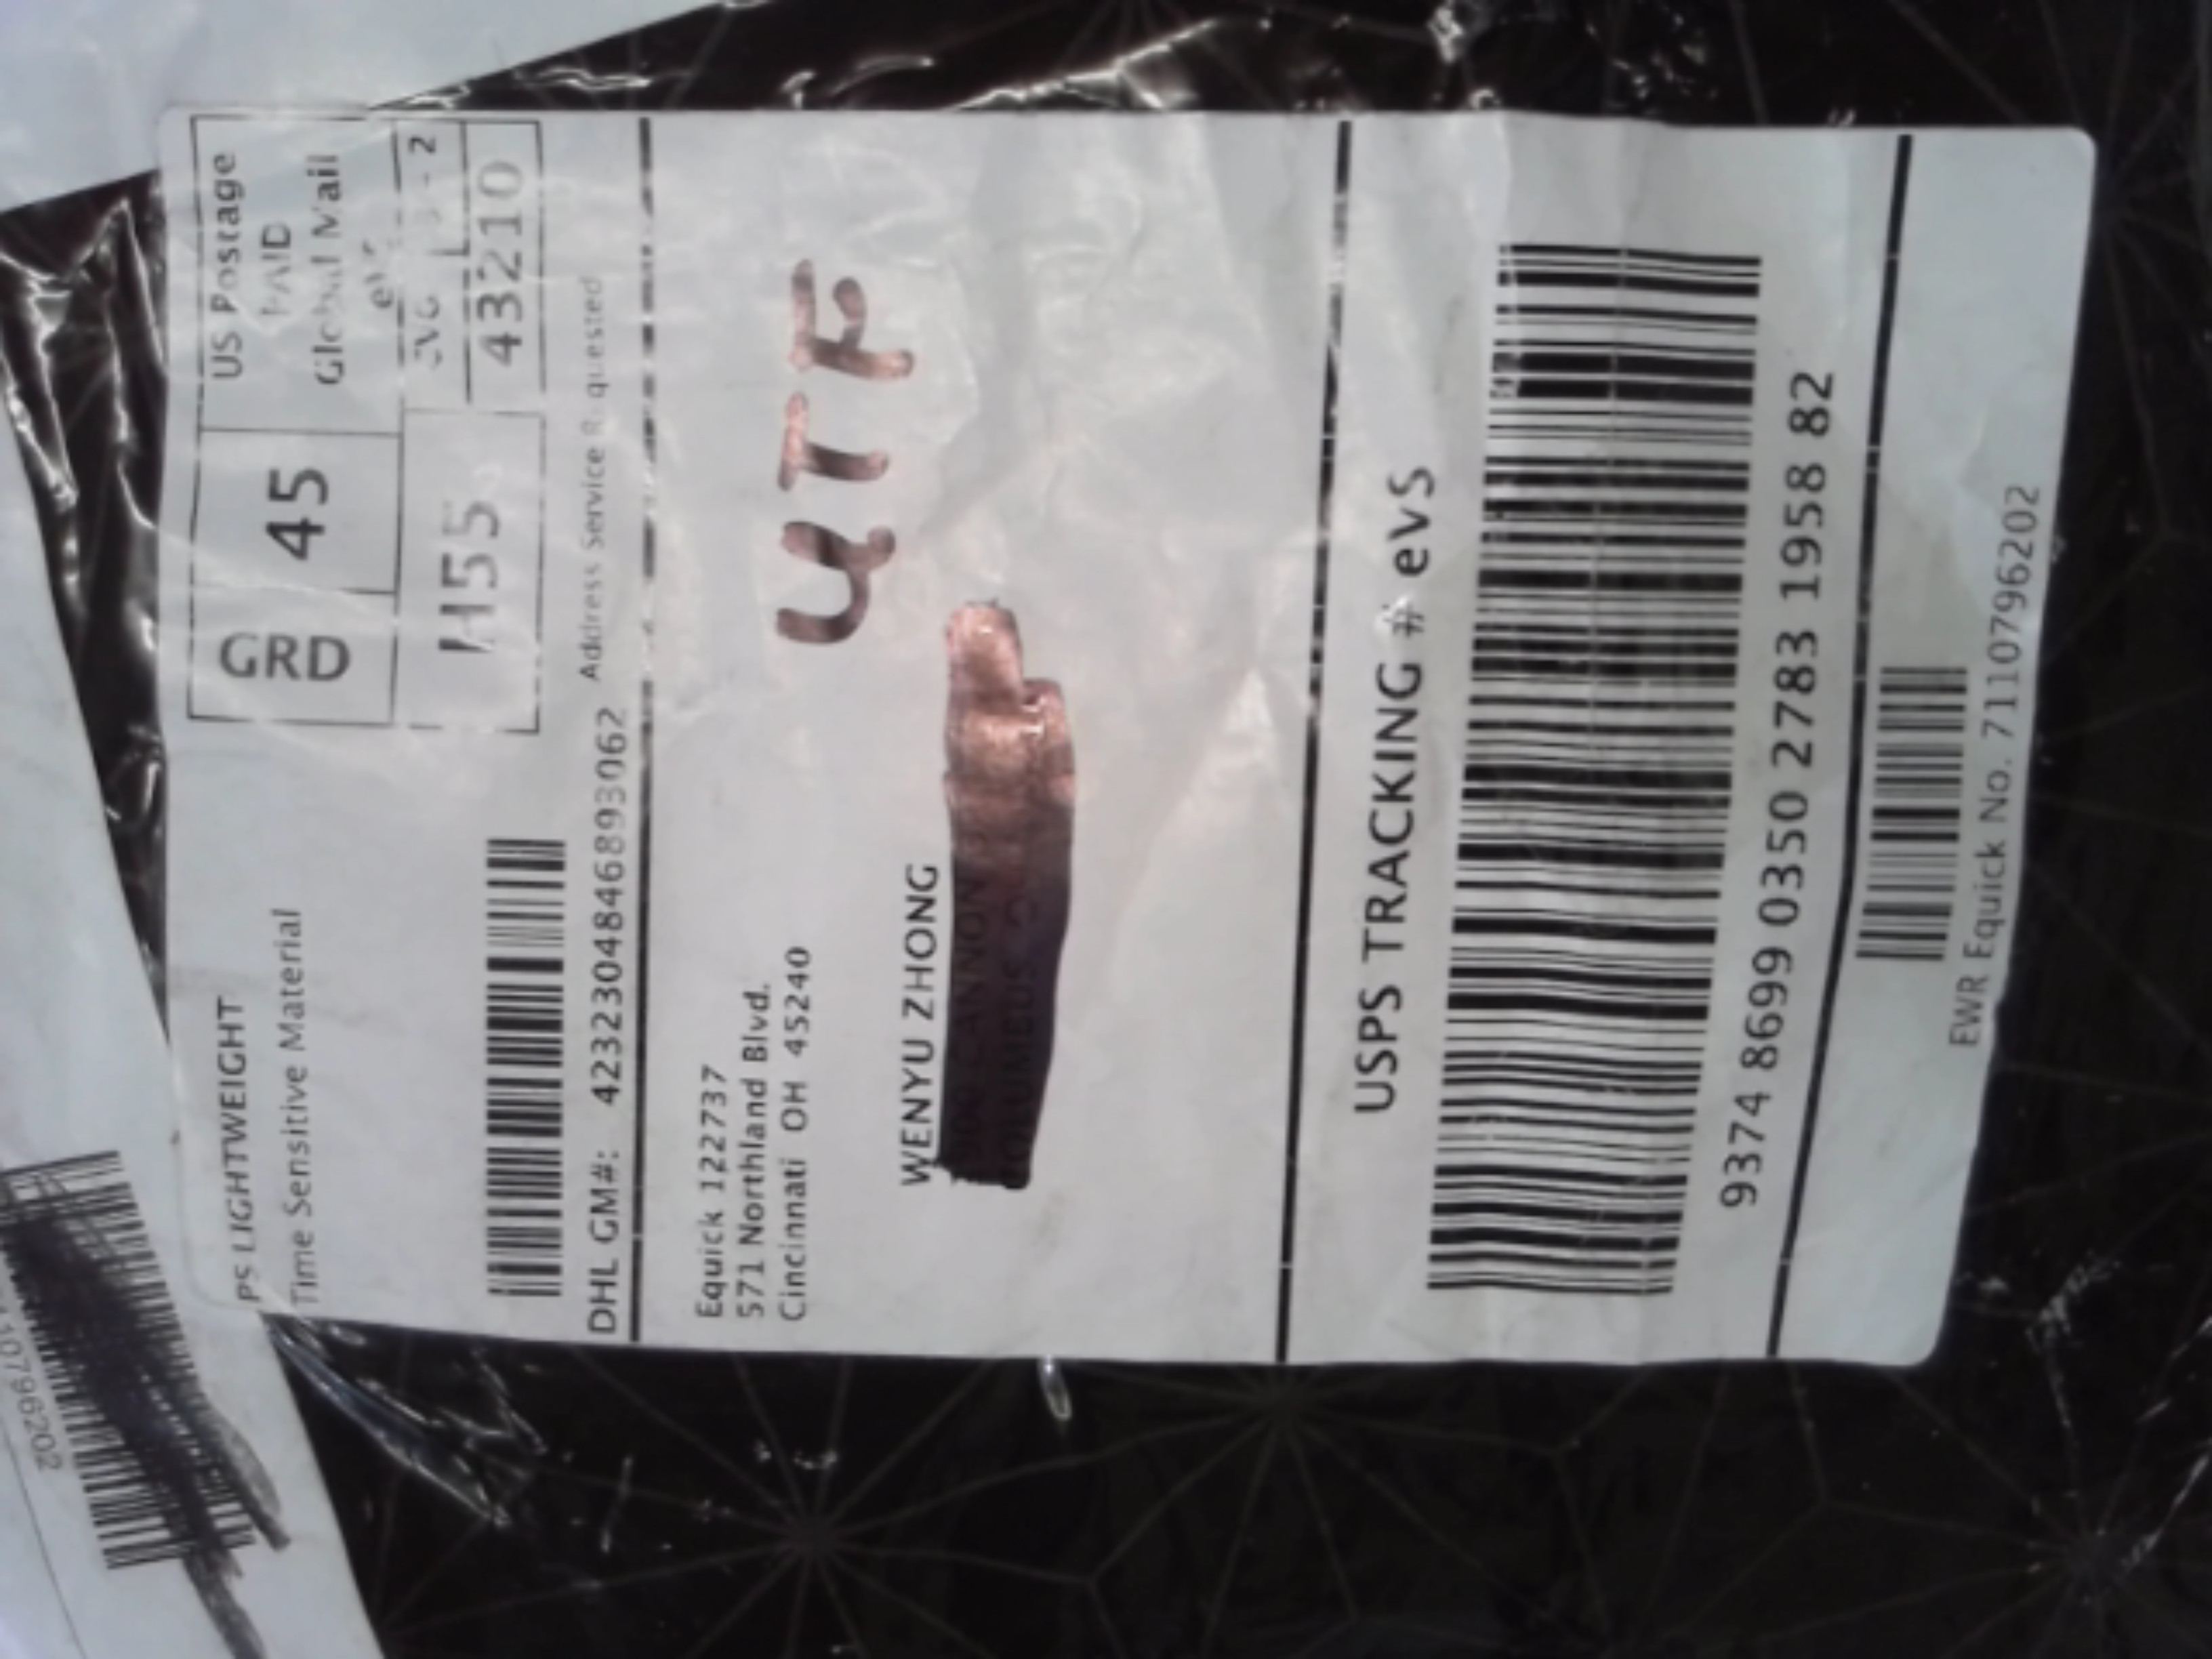 PS LIGHTWEIGHT
Time Sensitive Material
GRD
45
US Postage
PAID
Global Mail
eVS
H55
2
43210
DHL GM#: 4232304846893062
Address Service Requested
Equick 122737
571 Northland Blvd.
Cincinnati OH 45240
UTF
WENYU ZHONG
USPS TRACKING # eVS
9374 8699 0350 2783 1958 82
EWR Equick No. 7110796202